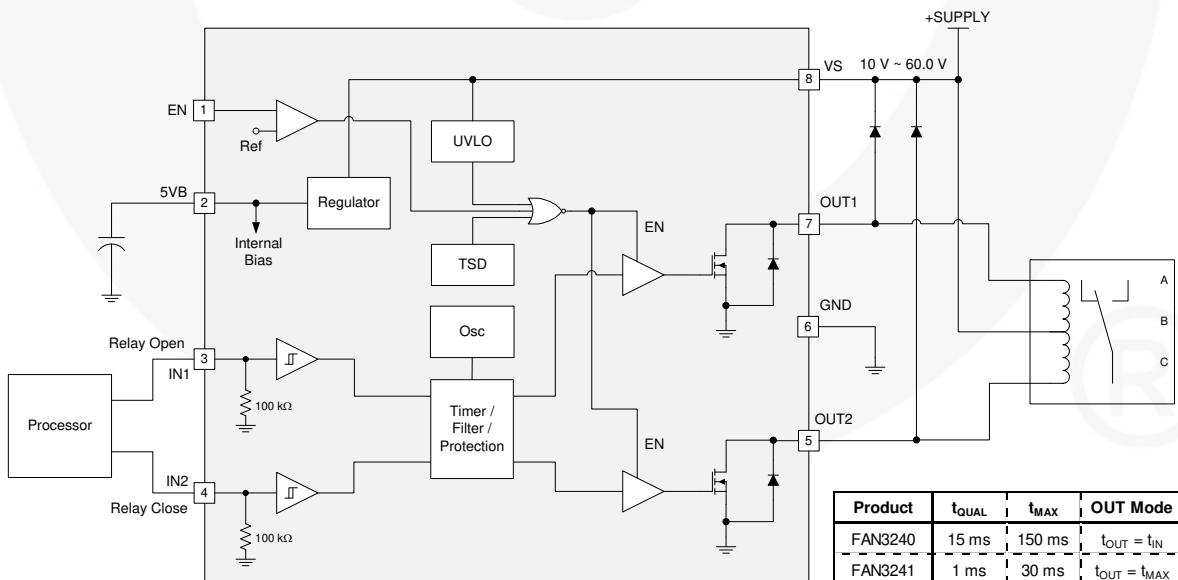 +SUPPLY
VS
10 V ~ 60.0 V
8
EN
1
Ref
UVLO
5VB
2
Regulator
Internal
Bias
TSD
EN
OUT1
7
GND
6
Osc
Relay Open
3
IN1
100 kΩ
Processor
Timer /
Filter /
Protection
A
B
C
®
EN
OUT2
5
IN2
4
Relay Close
100 kΩ
Product tQUAL tMAX OUT Mode
FAN3240 15 ms 150 ms tOUT = tIN
FAN3241 1 ms 30 ms tOUT = tMAX